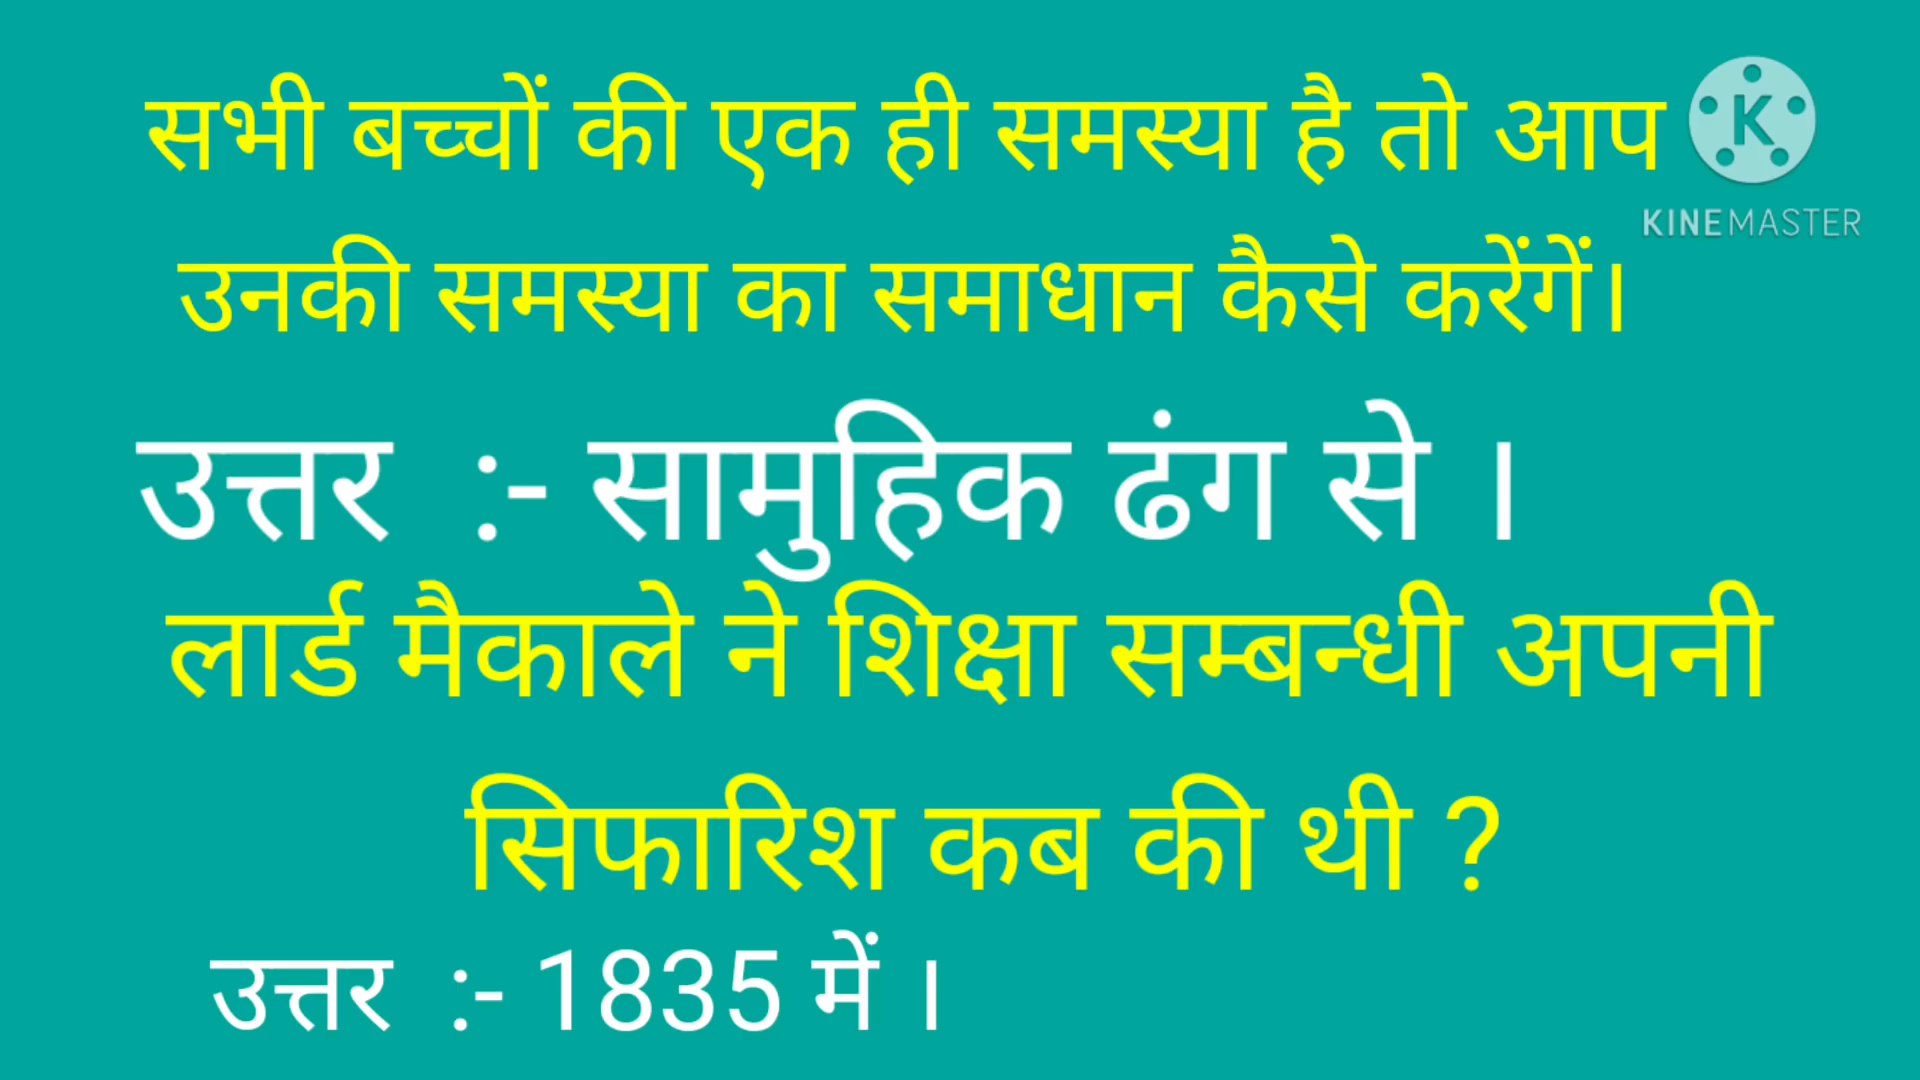 सभी बच्चों की एक ही समस्या है तो आप
KINEMASTER
उनकी समस्या का समाधान कैसे करेंगें।
उत्तर :- सामुहिक ढंग से ।
लार्ड मैकाले ने शिक्षा सम्बन्धी अपनी
सिफारिश कब की थी ?
उत्तर :- 1835 में ।